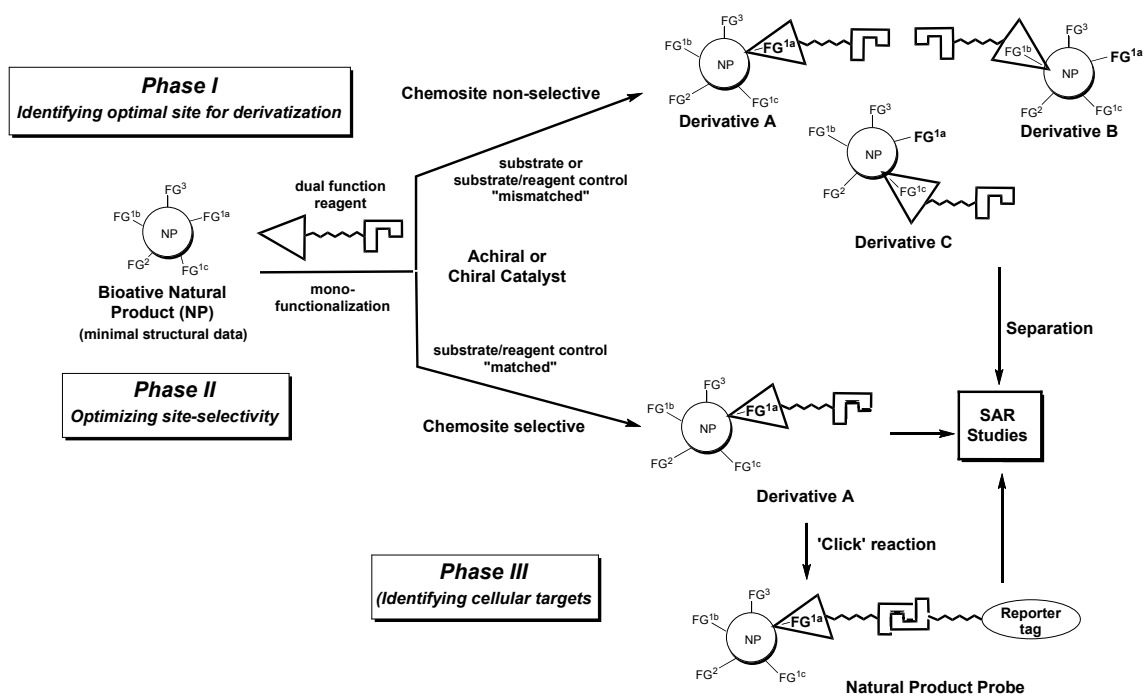 Phase I
Identifying optimal site for derivatization
FG3
FG1b
FG1a
NP
FG2
FG1c
Bioative Natural
Product (NP)
(minimal structural data)
dual function
reagent
mono-
functionalization
Chemosite non-selective
substrate or
substrate/reagent control
"mismatched"
Achiral or
Chiral Catalyst
substrate/reagent control
"matched"
Chemosite selective
FG3
FG1b
FG1a
NP
FG2
FG1c
Derivative A
FG3
FG1b
FG1a
NP
FG2
FG1c
Derivative B
FG3
FG1b
FG1a
NP
FG2
FG1c
Derivative C
Separation
Phase II
Optimizing site-selectivity
FG3
FG1b
FG1a
NP
FG2
FG1c
Derivative A
SAR
Studies
'Click' reaction
Phase III
(Identifying cellular targets
FG3
FG1b
FG1a
NP
FG2
FG1c
Reporter
tag
Natural Product Probe